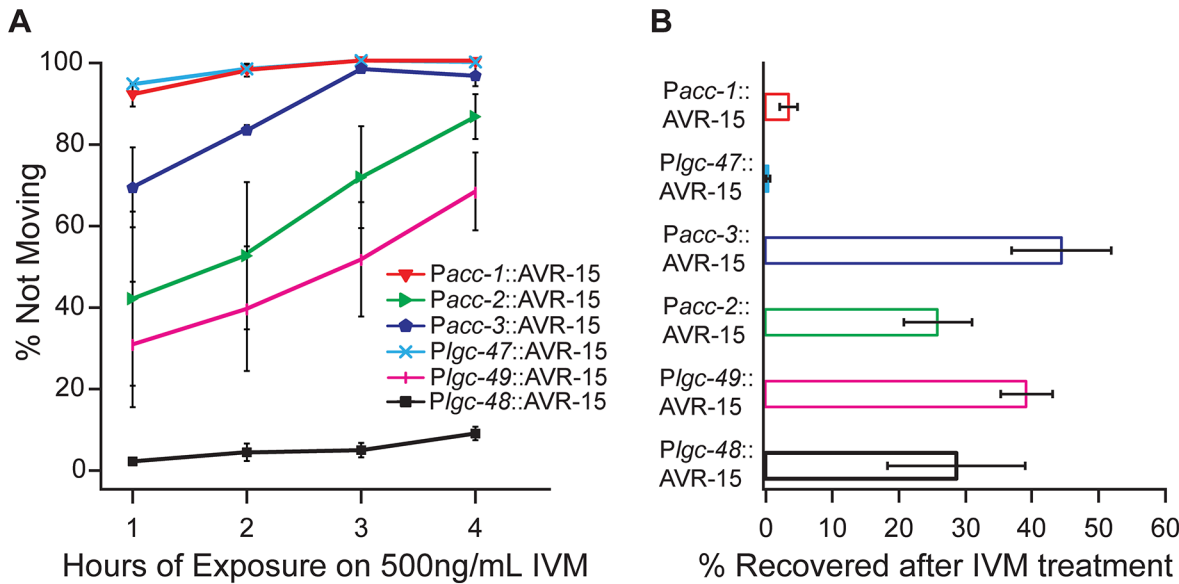 A
% Not Moving
100
80
60
40
20
0
1 2 3 4
Hours of Exposure on 500ng/mL IVM
Pacc-1::AVR-15
Pacc-2::AVR-15
Pacc-3::AVR-15
Plgc-47::AVR-15
Plgc-49::AVR-15
Plgc-48::AVR-15
B
Pacc-1::
AVR-15
Plgc-47::
AVR-15
Pacc-3::
AVR-15
Pacc-2::
AVR-15
Plgc-49::
AVR-15
Plgc-48::
AVR-15
0 10 20 30 40 50 60
% Recovered after IVM treatment